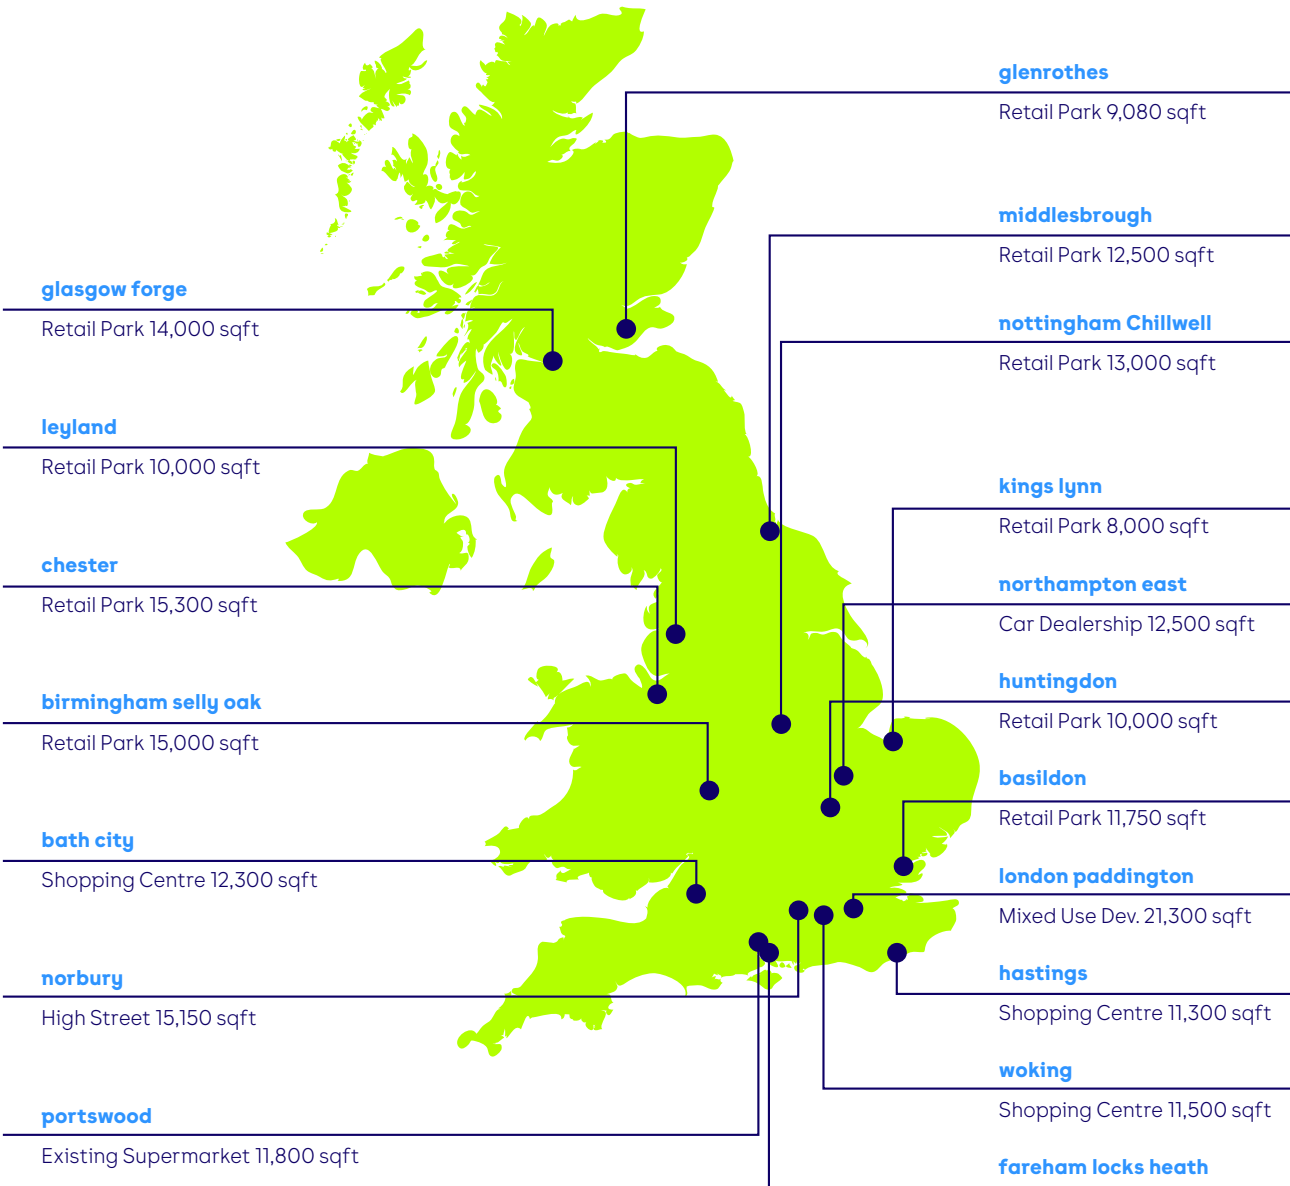 glasgow forge
Retail Park 14,000 sqft
leyland
Retail Park 10,000 sqft
chester
Retail Park 15,300 sqft
birmingham selly oak
Retail Park 15,000 sqft
bath city
Shopping Centre 12,300 sqft
norbury
High Street 15,150 sqft
portswood
Existing Supermarket 11,800 sqft
glenrothes
Retail Park 9,080 sqft
middlesbrough
Retail Park 12,500 sqft
nottingham Chillwell
Retail Park 13,000 sqft
kings lynn
Retail Park 8,000 sqft
northampton east
Car Dealership 12,500 sqft
huntingdon
Retail Park 10,000 sqft
basildon
Retail Park 11,750 sqft
london paddington
Mixed Use Dev. 21,300 sqft
hastings
Shopping Centre 11,300 sqft
woking
Shopping Centre 11,500 sqft
fareham locks heath